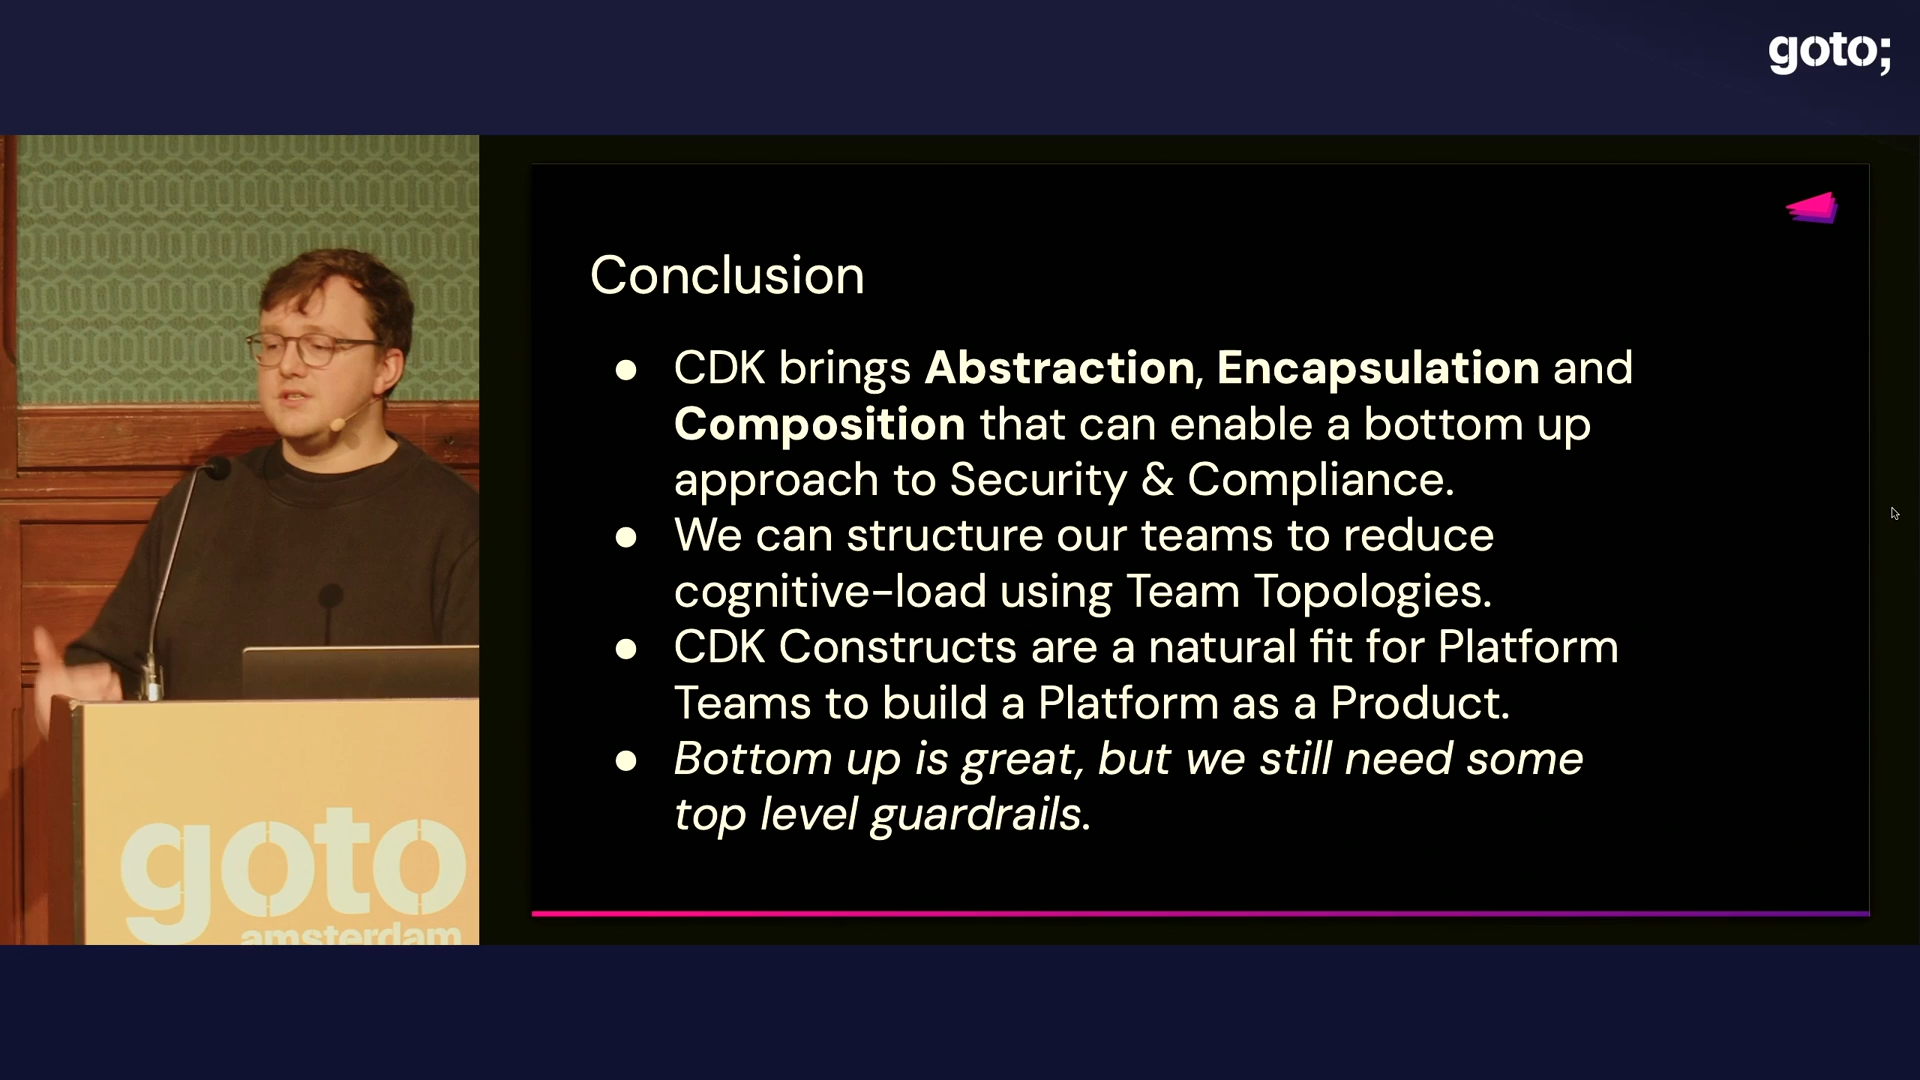 goto;
Conclusion
● CDK brings Abstraction, Encapsulation and
Composition that can enable a bottom up
approach to Security & Compliance.
● We can structure our teams to reduce
cognitive-load using Team Topologies.
● CDK Constructs are a natural fit for Platform
Teams to build a Platform as a Product.
● Bottom up is great, but we still need some
top level guardrails.
goto
amsterdam